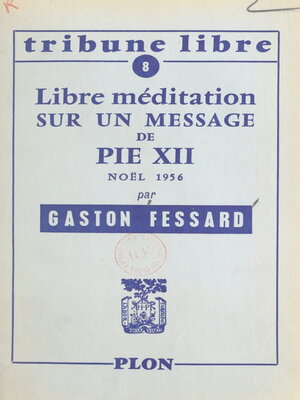 tribune libre
8
Libre méditation
SUR UN MESSAGE
DE
PIE XII
NOËL 1956
par
GASTON FESSARD
PLON